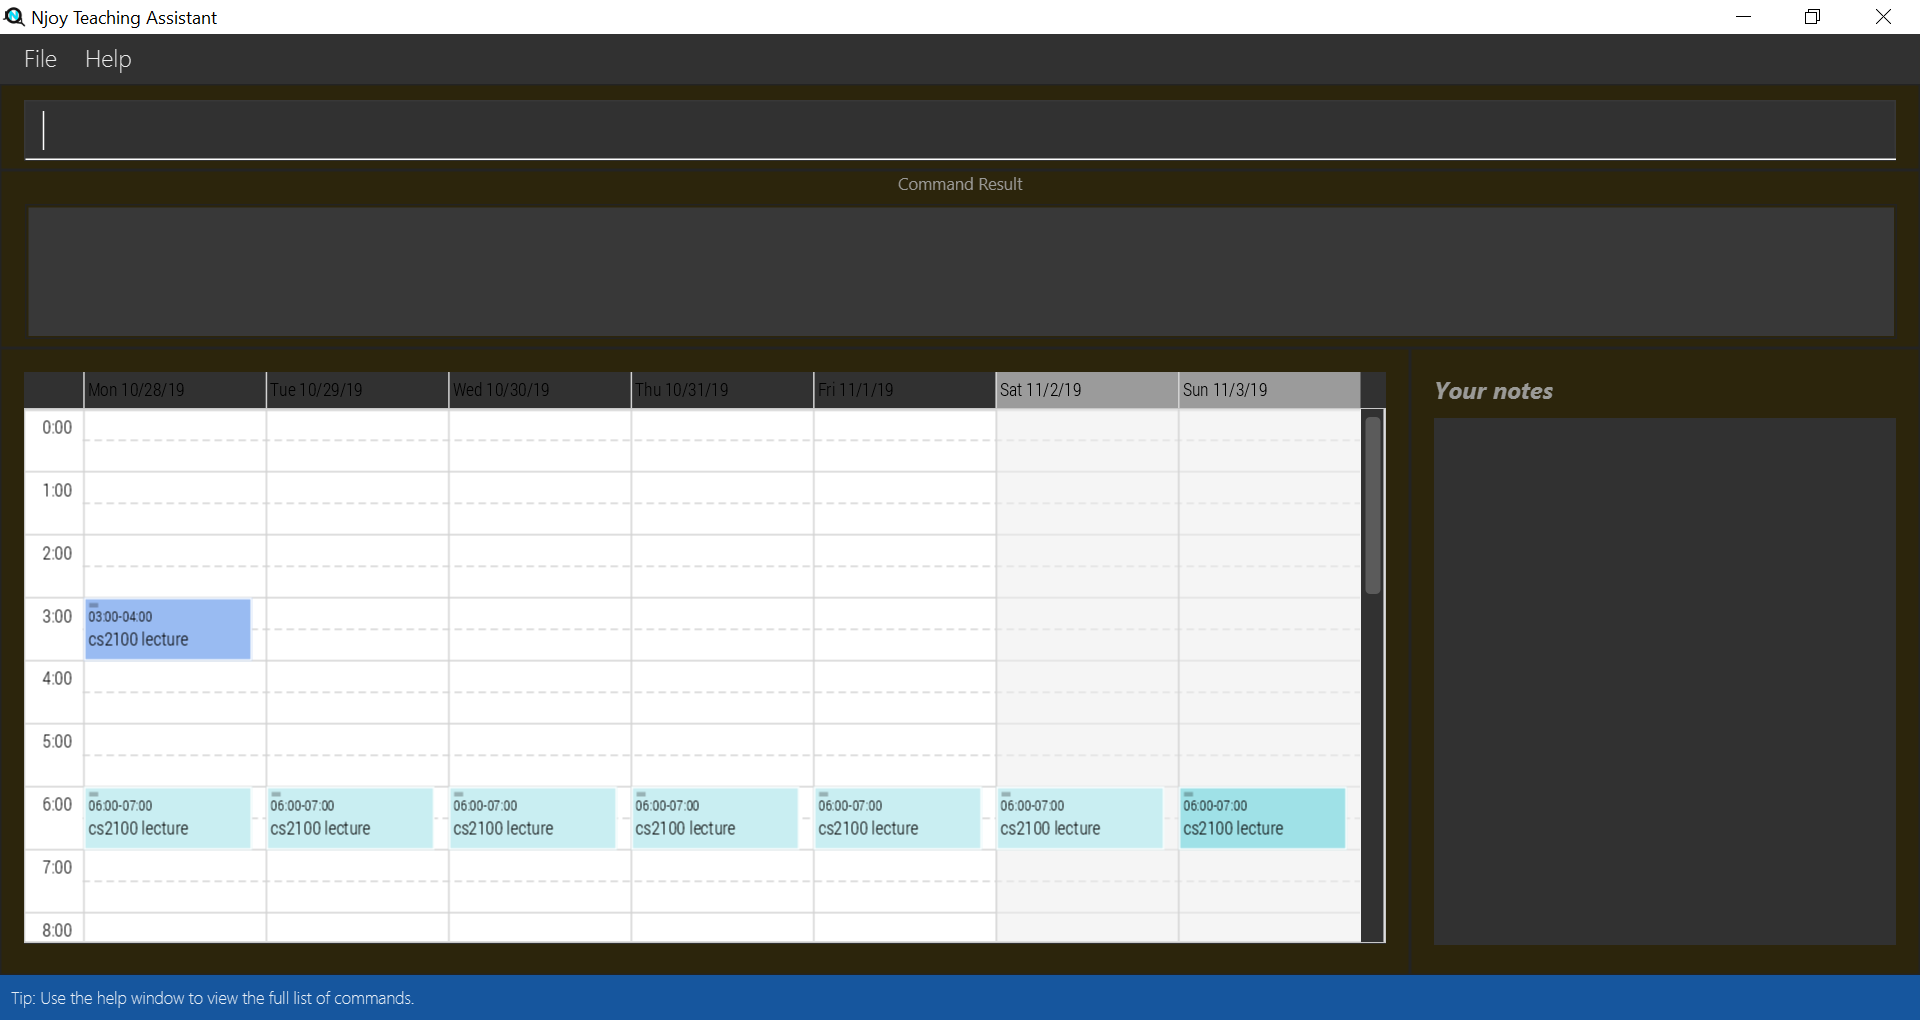 Njoy Teaching Assistant
File Help
Command Result
Mon 10/28/19 Tue 10/29/19 Wed 10/30/19 Thu 10/31/19 Fri 11/1/19 Sat 11/2/19 Sun 11/3/19
Your notes
0:00
1:00
2:00
3:00
03:00-04:00
cs2100 lecture
4:00
5:00
6:00
06:00-07:00 06:00-07:00 06:00-07:00 06:00-07:00 06:00-07:00 06:00-07:00 06:00-07:00
cs2100 lecture cs2100 lecture cs2100 lecture cs2100 lecture cs2100 lecture cs2100 lecture cs2100 lecture
7:00
8:00
Tip: Use the help window to view the full list of commands.